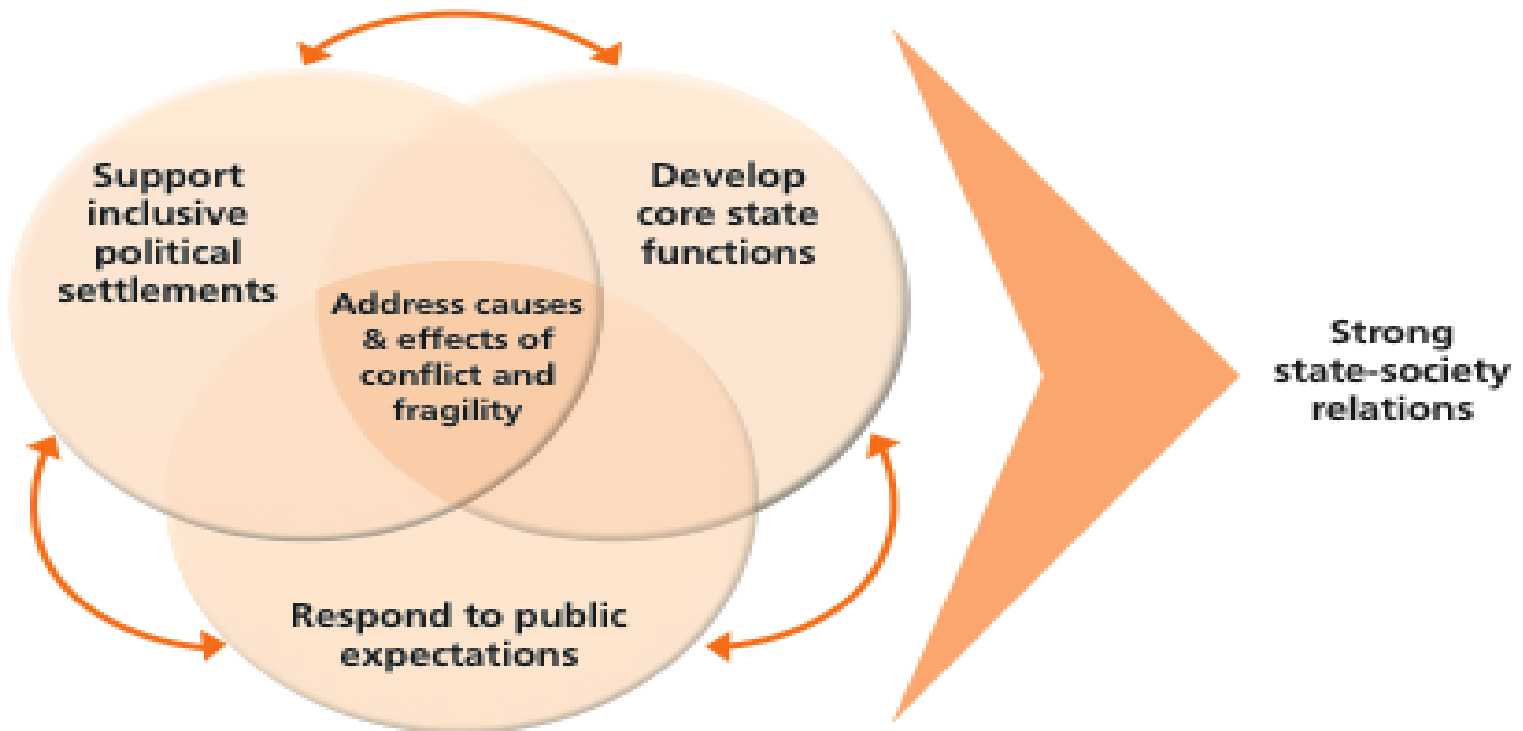 Support
inclusive
political
settlements
Develop
core state
functions
Address causes
& effects of
conflict and
fragility
Respond to public
expectations
Strong
state-society
relations